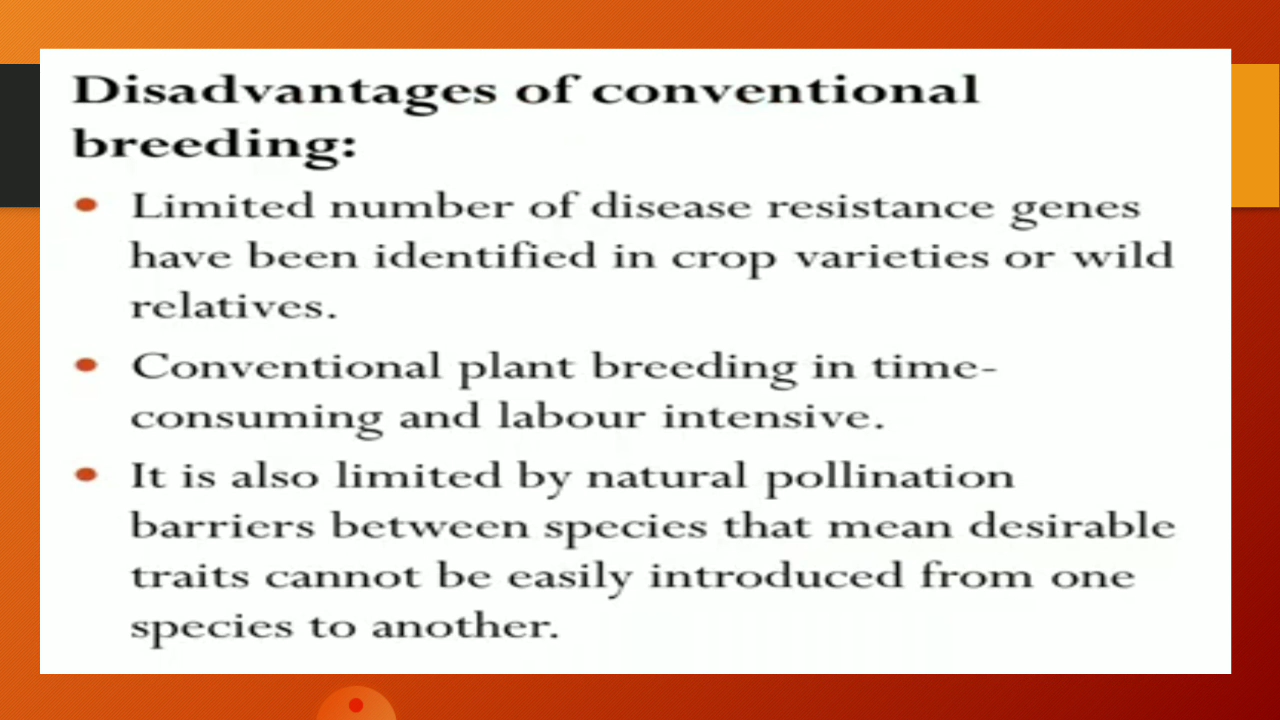 Disadvantages of conventional
breeding:
• Limited number of disease resistance genes
have been identified in crop varieties or wild
relatives.
• Conventional plant breeding in time-
consuming and labour intensive.
• It is also limited by natural pollination
barriers between species that mean desirable
traits cannot be easily introduced from one
species to another.